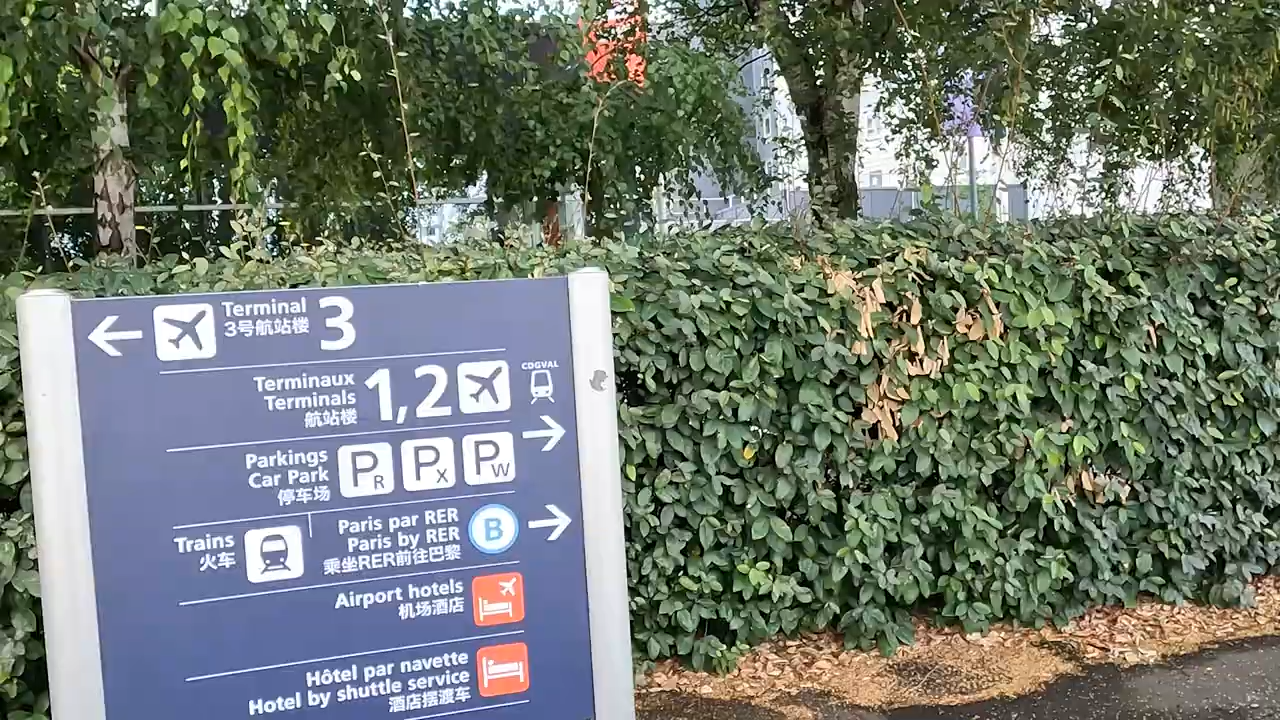 Terminal 3
3号航站楼
CDGVAL
Terminaux 1,2
Terminals
航站楼
Parkings
Car Park
停车场
PR PX PW
Trains
火车
Paris par RER
Paris by RER
乘坐RER前往巴黎
B
Airport hotels
机场酒店
Hôtel par navette
Hotel by shuttle service
酒店摆渡车